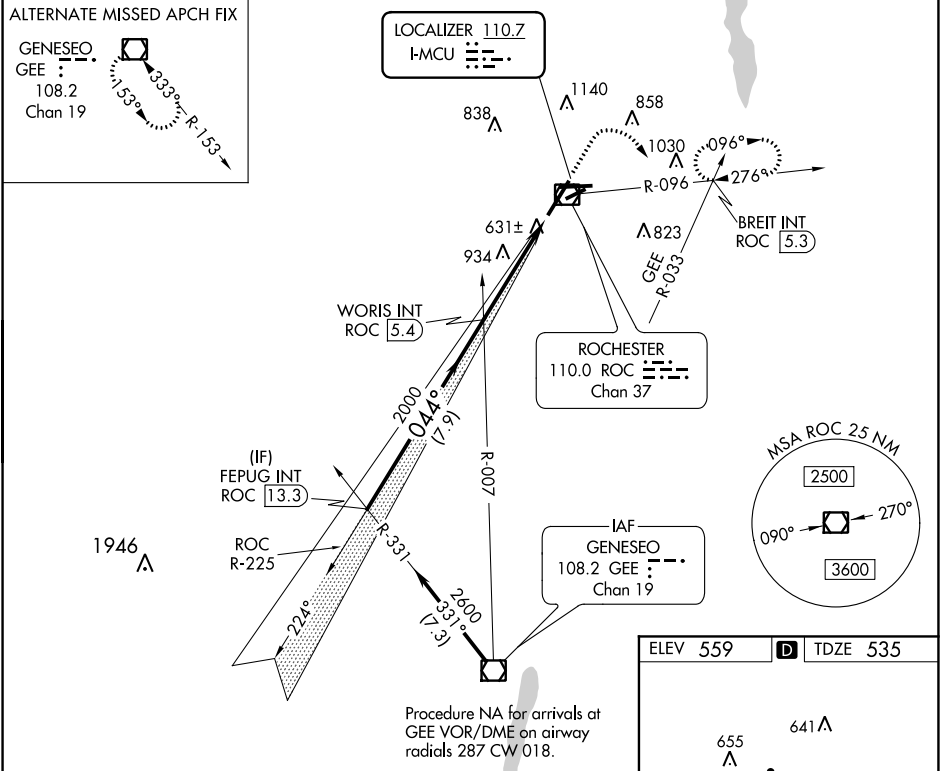 ALTERNATE MISSED APCH FIX
GENESEO
GEE
108.2
Chan 19
153°
333°
R-153
LOCALIZER 110.7
I-MCU
838
1140
858
1030
096°
276°
R-096
BREIT INT
ROC 5.3
823
GEE
R-033
631±
934
WORIS INT
ROC 5.4
ROCHESTER
110.0 ROC
Chan 37
2000
044°
(7.9)
R-007
(IF)
FEPUG INT
ROC 13.3
R-331
ROC
R-225
224°
1946
2600
331°
(7.3)
IAF
GENESEO
108.2 GEE
Chan 19
MSA ROC 25 NM
2500
090°
270°
3600
Procedure NA for arrivals at
GEE VOR/DME on airway
radials 287 CW 018.
ELEV 559 D TDZE 535
655
641